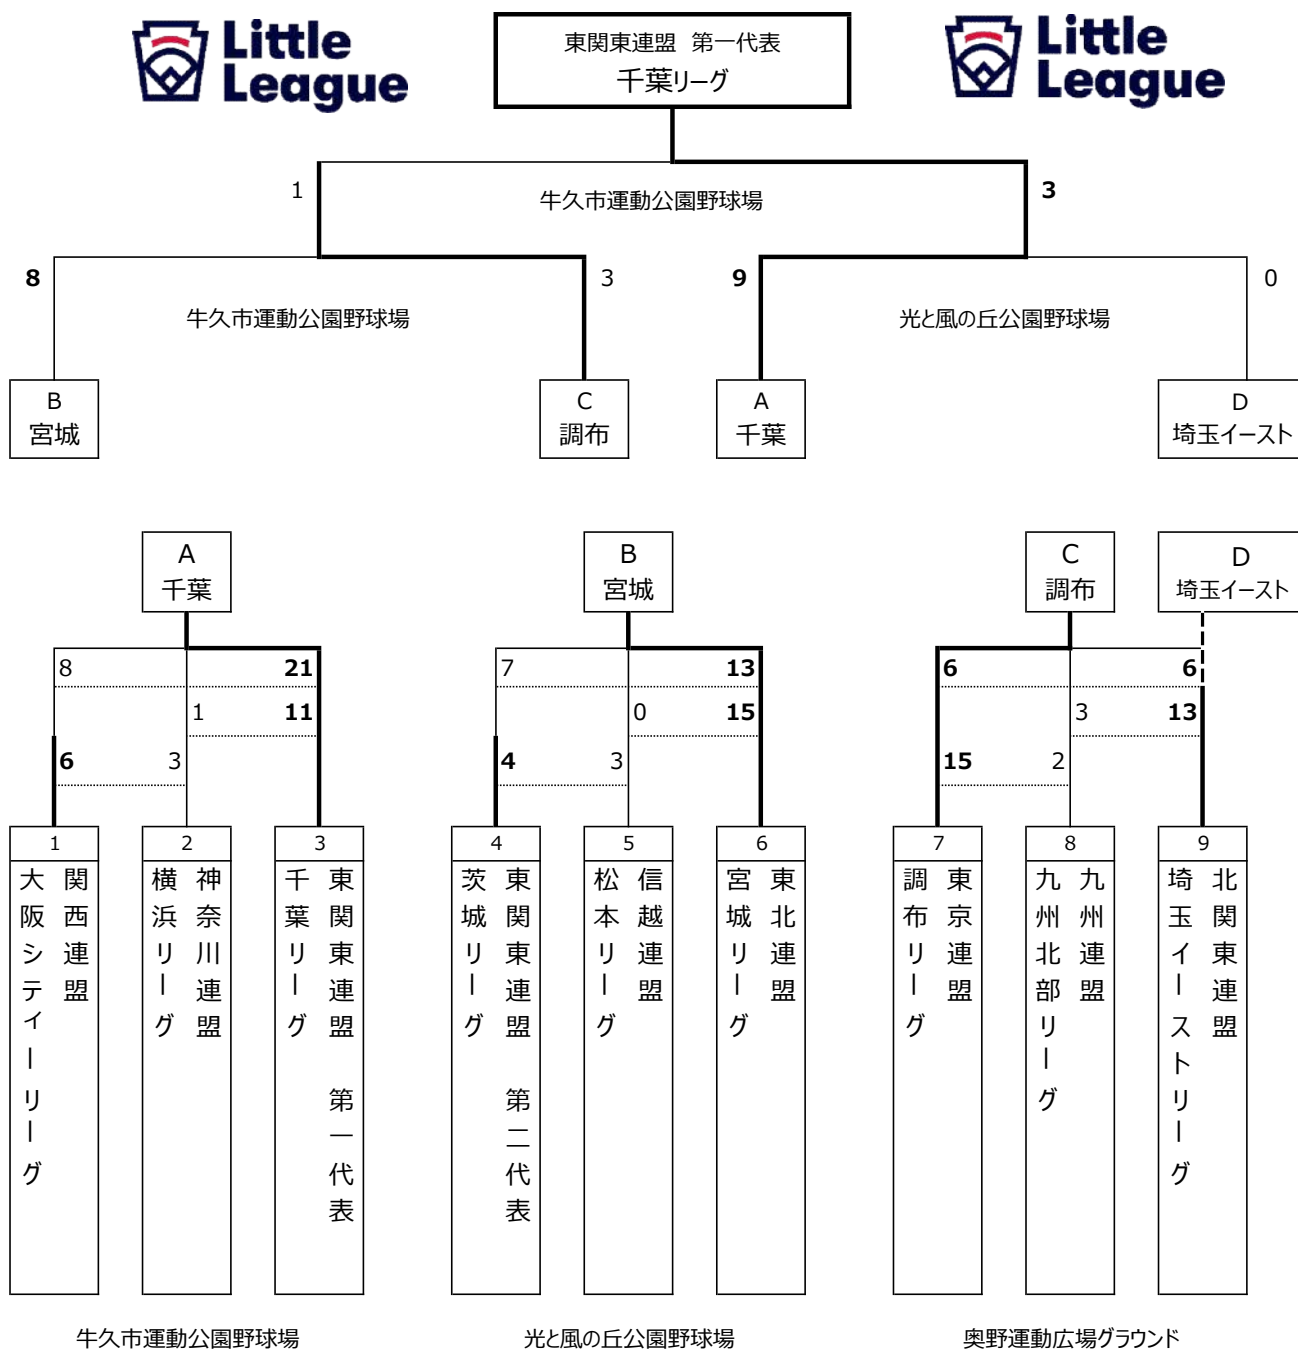 Little
League
東関東連盟 第一代表
千葉リーグ
Little
League
1
牛久市運動公園野球場
3
8
3
9
0
牛久市運動公園野球場
光と風の丘公園野球場
B
宮城
C
調布
A
千葉
D
埼玉イースト
A
千葉
B
宮城
C
調布
D
埼玉イースト
8
21
7
13
6
6
1
11
0
15
3
13
6
3
4
3
15
2
1
関西連盟
大阪シティーリーグ
2
神奈川連盟
横浜リーグ
3
東関東連盟 第一代表
千葉リーグ
4
東関東連盟 第二代表
茨城リーグ
5
信越連盟
松本リーグ
6
東北連盟
宮城リーグ
7
東京連盟
調布リーグ
8
九州連盟
九州北部リーグ
9
北関東連盟
埼玉イーストリーグ
牛久市運動公園野球場
光と風の丘公園野球場
奥野運動広場グラウンド